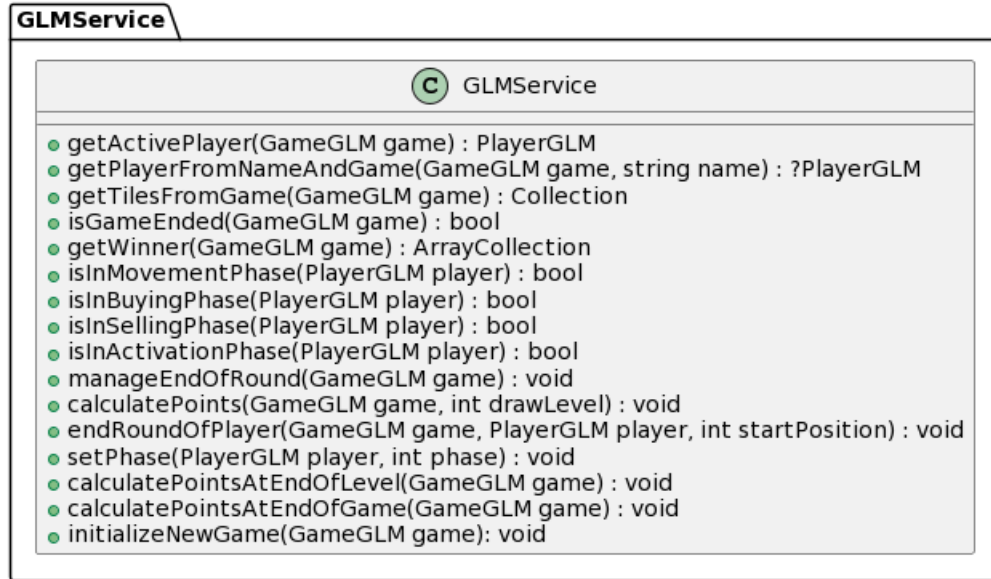 GLMService
C GLMService
getActivePlayer(GameGLM game) : PlayerGLM
getPlayerFromNameAndGame(GameGLM game, string name) : ?PlayerGLM
getTilesFromGame(GameGLM game) : Collection
isGameEnded(GameGLM game) : bool
getWinner(GameGLM game) : ArrayCollection
isInMovementPhase(PlayerGLM player) : bool
isInBuyingPhase(PlayerGLM player) : bool
isInSellingPhase(PlayerGLM player) : bool
isInActivationPhase(PlayerGLM player) : bool
manageEndOfRound(GameGLM game) : void
calculatePoints(GameGLM game, int drawLevel) : void
endRoundOfPlayer(GameGLM game, PlayerGLM player, int startPosition) : void
setPhase(PlayerGLM player, int phase) : void
calculatePointsAtEndOfLevel(GameGLM game) : void
calculatePointsAtEndOfGame(GameGLM game) : void
initializeNewGame(GameGLM game): void